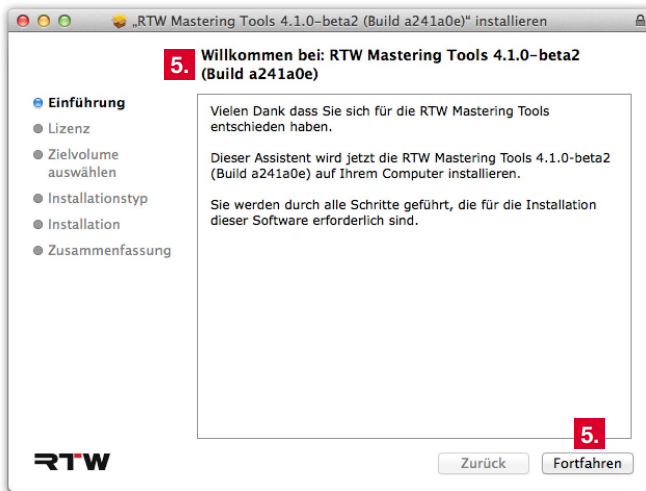 „RTW Mastering Tools 4.1.0-beta2 (Build a241a0e)“ installieren
5.
Willkommen bei: RTW Mastering Tools 4.1.0–beta2
(Build a241a0e)
Einführung
Lizenz
Zielvolume
auswählen
Installationstyp
Installation
Zusammenfassung
Vielen Dank dass Sie sich für die RTW Mastering Tools
entschieden haben.
Dieser Assistent wird jetzt die RTW Mastering Tools 4.1.0-beta2
(Build a241a0e) auf Ihrem Computer installieren.
Sie werden durch alle Schritte geführt, die für die Installation
dieser Software erforderlich sind.
5.
RTW
Zurück
Fortfahren